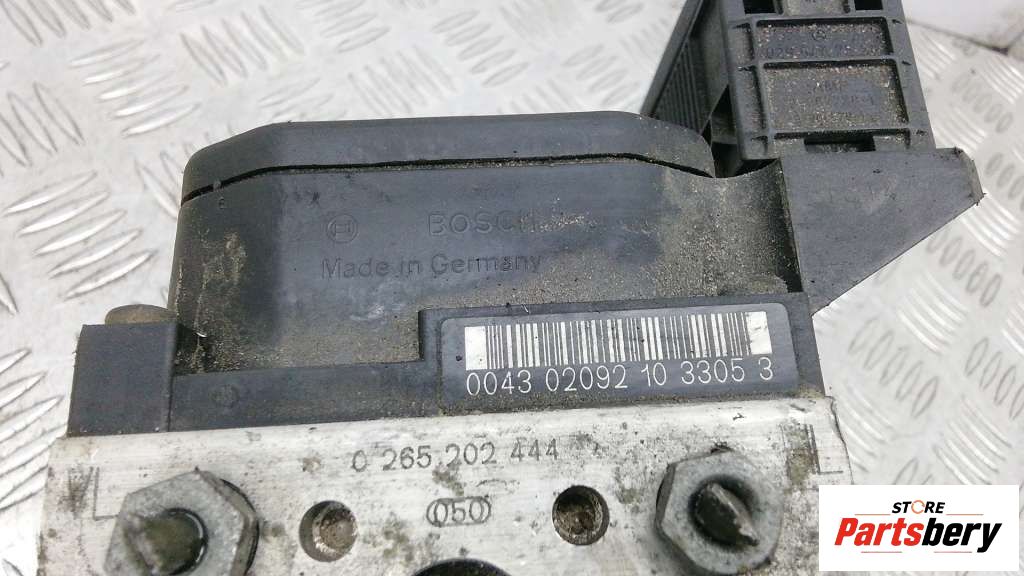 BOSCH
Made in Germany
0043 02092 10 3305 3
0 265 202 444
050
STORE
Partsbery